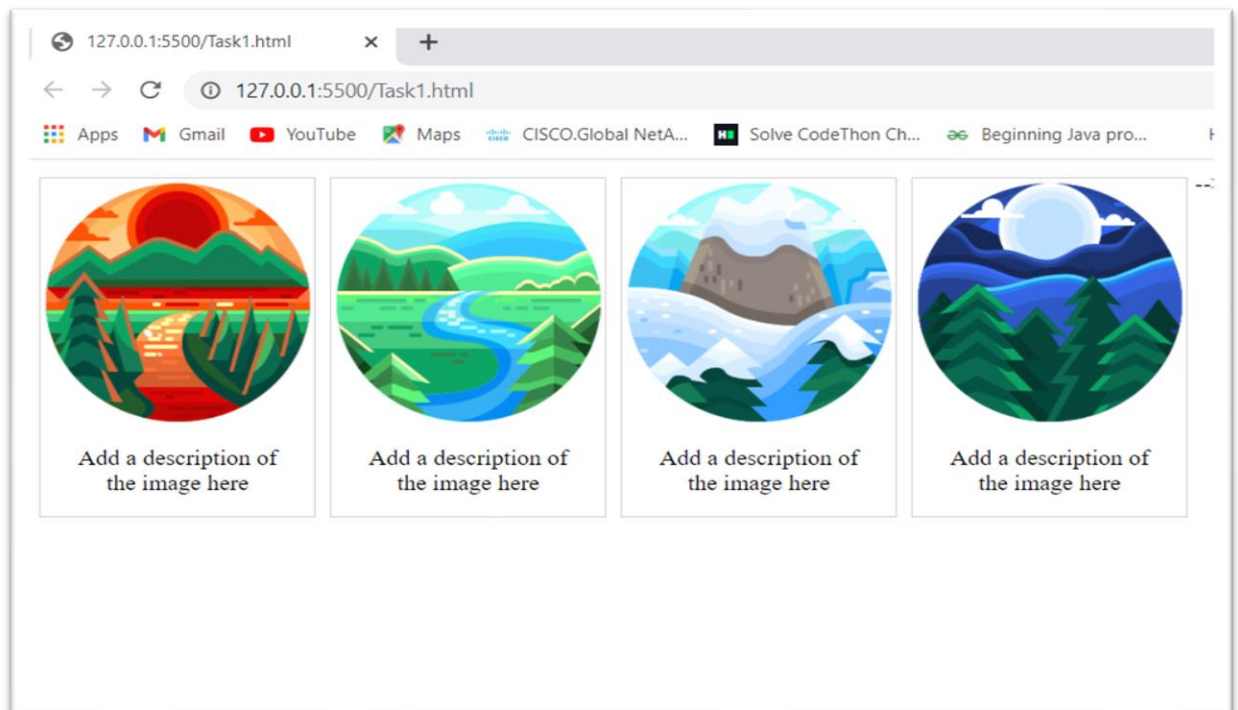 127.0.0.1:5500/Task1.html
127.0.0.1:5500/Task1.html
Apps Gmail YouTube Maps CISCO.Global NetA... Solve CodeThon Ch... Beginning Java pro...
-->
Add a description of
the image here
Add a description of
the image here
Add a description of
the image here
Add a description of
the image here